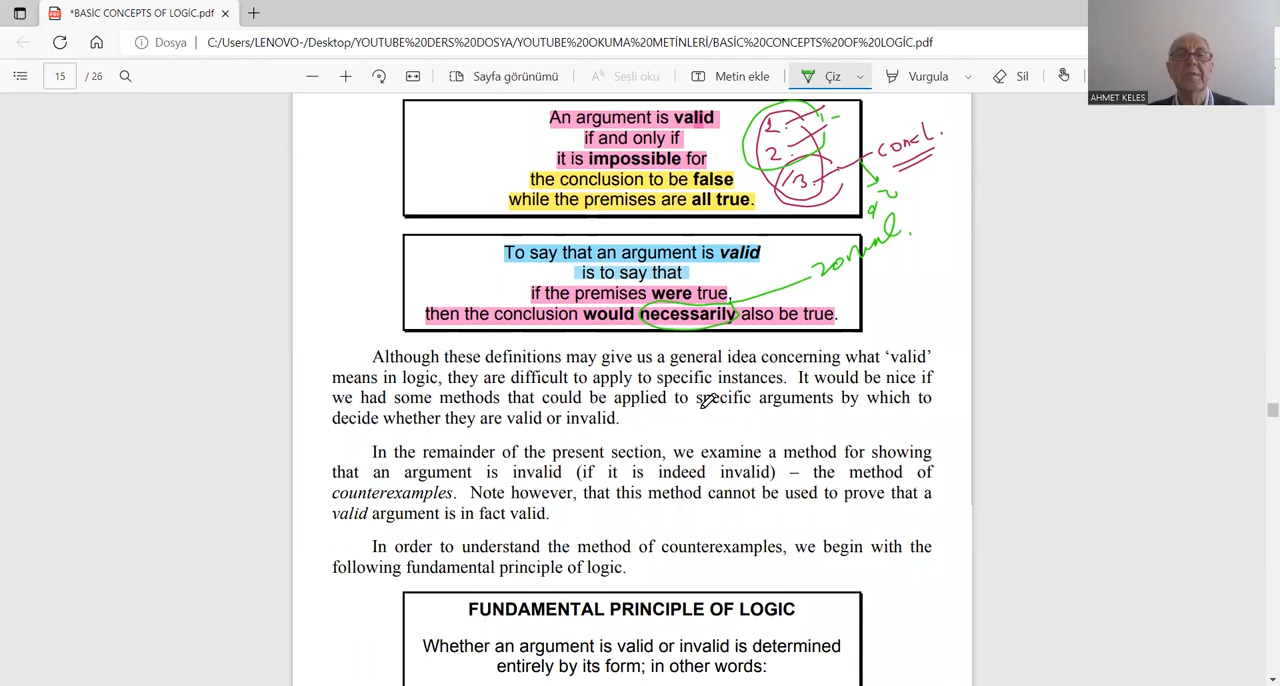 *BASİC CONCEPTS OF LOGİC.pdf
Dosya
C:/Users/LENOVO-/Desktop/YOUTUBE%20DERS%20DOSYA/YOUTUBE%20OKUMA%20METİNLERİ/BASİC%20CONCEPTS%20OF%20LOGİC.pdf
15 / 26
Sayfa görünümü
Sesli oku
Metin ekle
Çiz
Vurgula
Sil
AHMET KELES
An argument is valid
if and only if
it is impossible for
the conclusion to be false
while the premises are all true.
1.
2.
/3.
concl.
To say that an argument is valid
is to say that
if the premises were true,
then the conclusion would necessarily also be true.
Although these definitions may give us a general idea concerning what ‘valid’
means in logic, they are difficult to apply to specific instances. It would be nice if
we had some methods that could be applied to specific arguments by which to
decide whether they are valid or invalid.
In the remainder of the present section, we examine a method for showing
that an argument is invalid (if it is indeed invalid) – the method of
counterexamples. Note however, that this method cannot be used to prove that a
valid argument is in fact valid.
In order to understand the method of counterexamples, we begin with the
following fundamental principle of logic.
FUNDAMENTAL PRINCIPLE OF LOGIC
Whether an argument is valid or invalid is determined
entirely by its form; in other words: